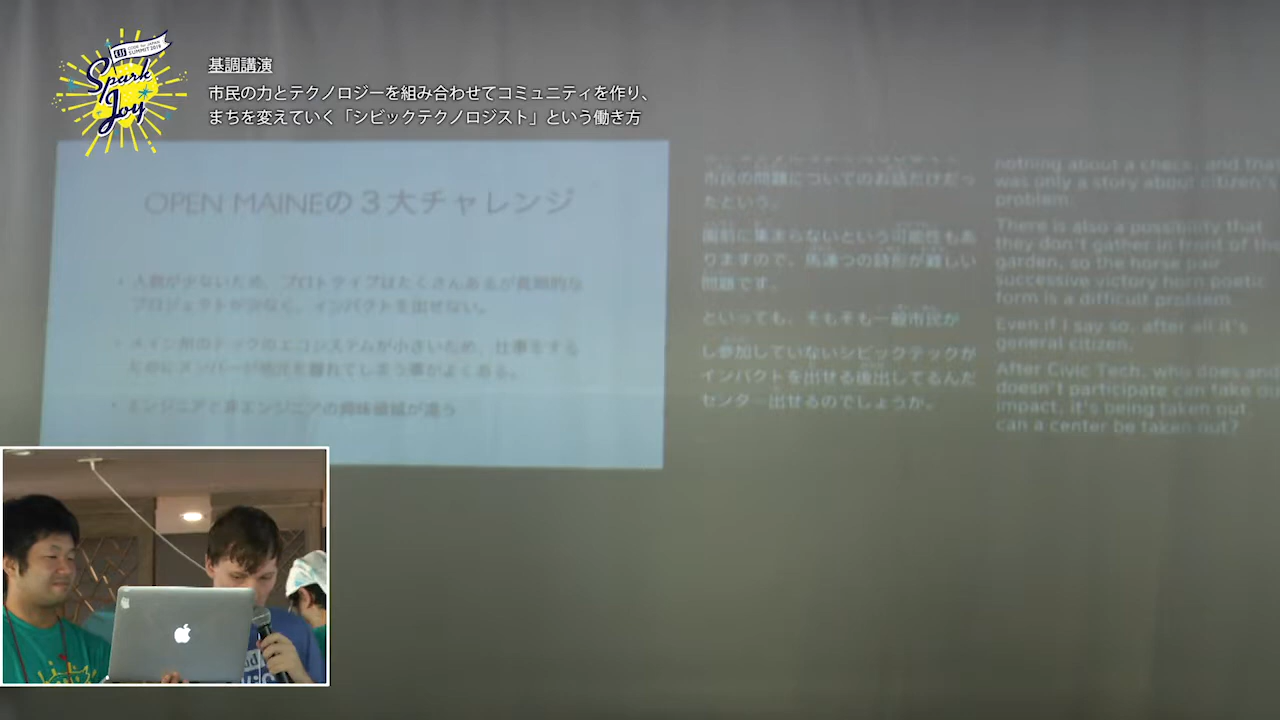 CODE for JAPAN
SUMMIT 2019
Spark
Joy
基調講演
市民の力とテクノロジーを組み合わせてコミュニティを作り、
まちを変えていく「シビックテクノロジスト」という働き方
OPEN MAINEの３大チャレンジ
人数が少ないため、プロトタイプはたくさんあるが長期的な
プロジェクトが少なく、インパクトを出せない。
メイン州のテックのエコシステムが小さいため、仕事をする
ためにメンバーが地元を離れてしまう事がよくある。
エンジニアと非エンジニアの興味領域が違う
市民の問題についてのお話だけだっ
たという。
園前に集まらないという可能性もあ
りますので、馬連つの詩形が難しい
問題です。
といっても、そもそも一般市民が
し参加していないシビックテックが
インパクトを出せる後出してるんだ
センター 出せるのでしょうか。
nothing about a check, and that
was only a story about citizen's
problem.
There is also a possibility that
they don't gather in front of the
garden, so the horse pair
successive victory horn poetic
form is a difficult problem.
Even if I say so, after all it's
general citizen.
After Civic Tech, who does and
doesn't participate can take out
impact, it's being taken out,
can a center be taken out?